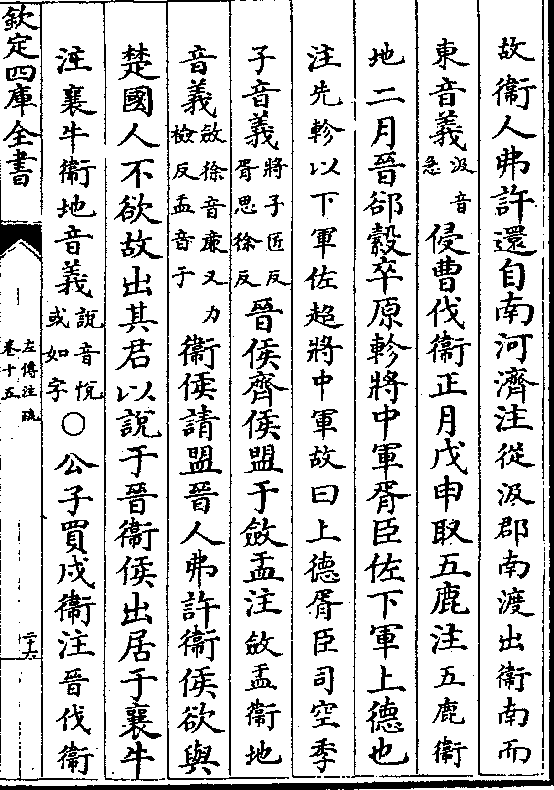 故衛人弗許還自南河濟注從汲郡南渡出衛南而
東音義汲音急侵曹伐衛正月戊申取五鹿注五鹿衛
地二月晉郤縠卒原軫將中軍胥臣佐下軍上德也
注先軫以下軍佐超將中軍故曰上德胥臣司空季
子音義將子匠反胥思徐反晉侯齊侯盟于斂盂注斂盂衛地
音義斂徐音廉又力檢反盂音于衛侯請盟晉人弗許衛侯欲與
楚國人不欲故出其君以說于晉衛侯出居于襄牛
注襄牛衛地音義說音悅或如字○公子買戍衛注晉伐衛
欽定四庫全書
左傳注疏
卷十五
二十六